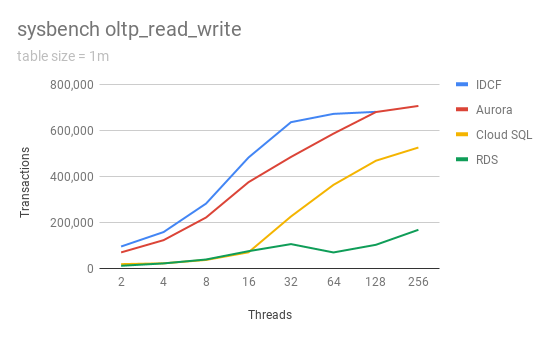 sysbench oltp_read_write
table size = 1m
800,000
600,000
400,000
200,000
0
Transactions
2 4 8 16 32 64 128 256
Threads
IDCF
Aurora
Cloud SQL
RDS